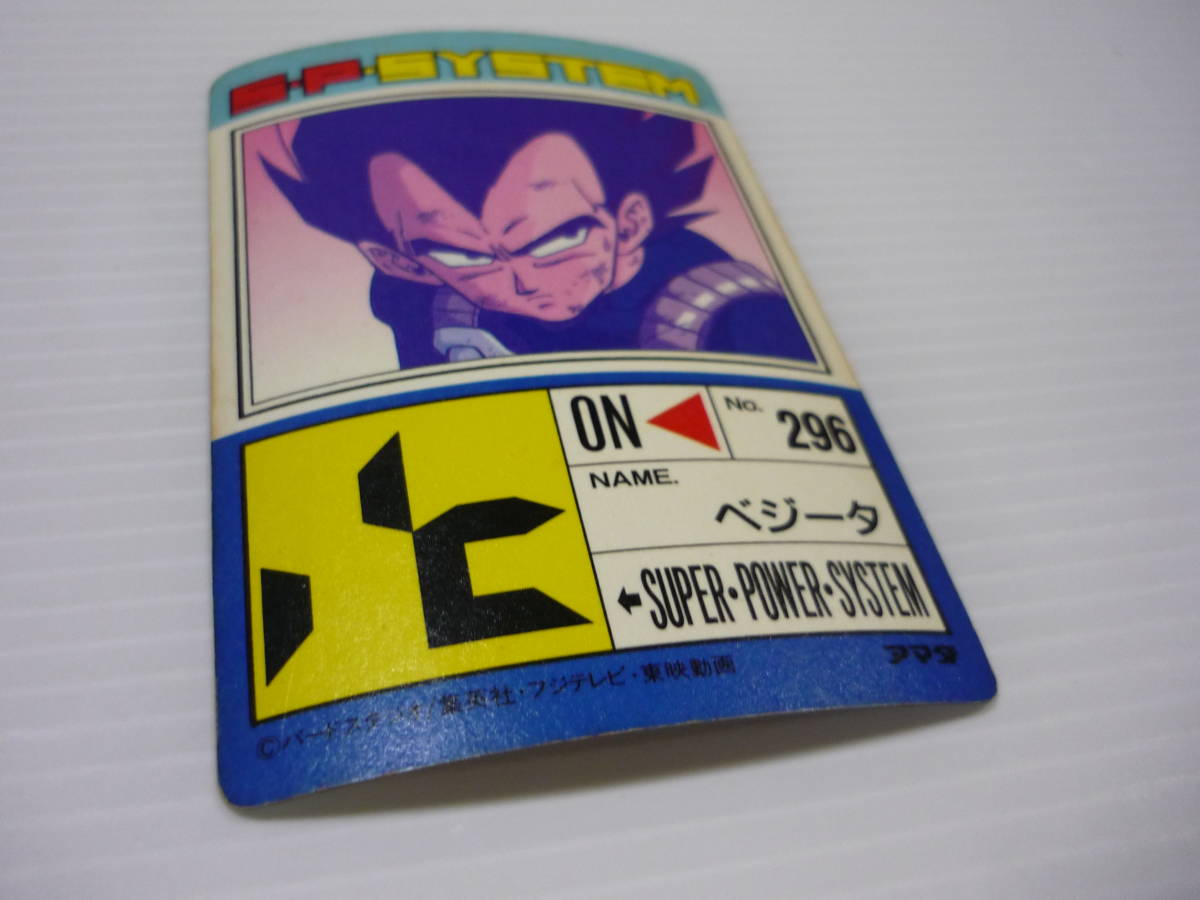 S・P・SYSTEM
ON
No. 296
NAME.
ベジータ
←SUPER・POWER・SYSTEM
アマダ
©バードスタジオ/集英社・フジテレビ・東映動画